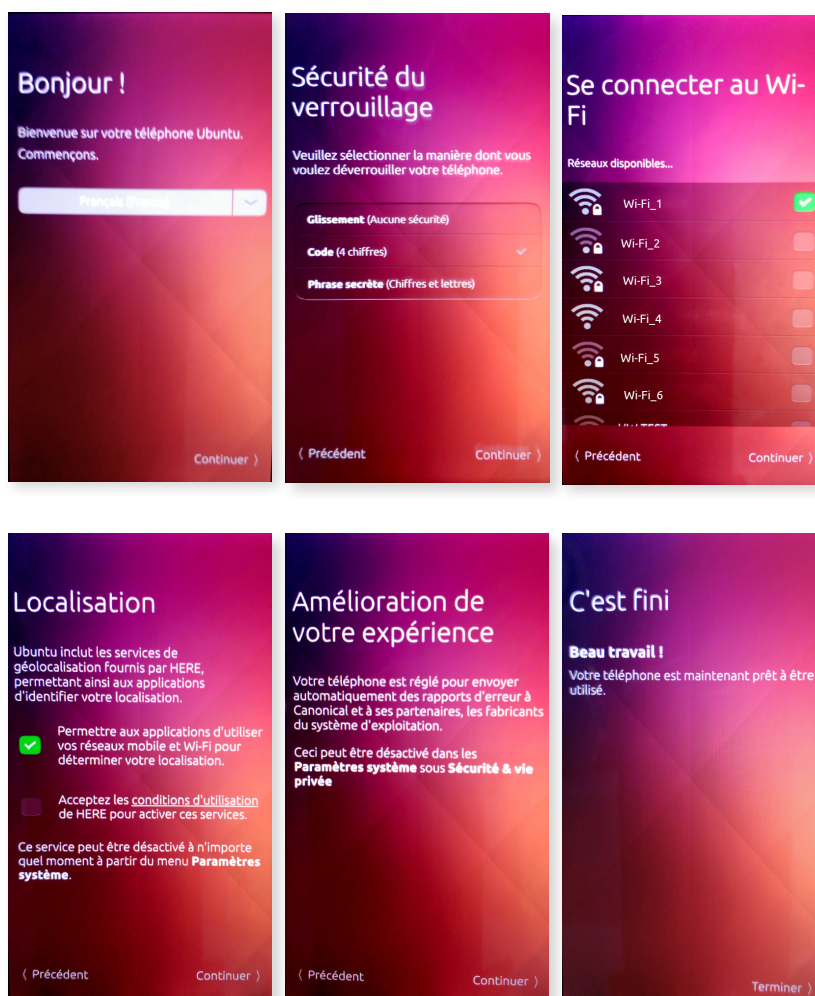 Bonjour !
Bienvenue sur votre téléphone Ubuntu.
Commençons.
Français (France)
Continuer ⟩
Sécurité du
verrouillage
Veuillez sélectionner la manière dont vous
voulez déverrouiller votre téléphone.
Glissement (Aucune sécurité)
Code (4 chiffres)
Phrase secrète (Chiffres et lettres)
⟨ Précédent
Continuer ⟩
Se connecter au Wi-
Fi
Réseaux disponibles...
Wi-Fi_1
Wi-Fi_2
Wi-Fi_3
Wi-Fi_4
Wi-Fi_5
Wi-Fi_6
⟨ Précédent
Continuer ⟩
Localisation
Ubuntu inclut les services de
géolocalisation fournis par HERE,
permettant ainsi aux applications
d'identifier votre localisation.
Permettre aux applications d'utiliser
vos réseaux mobile et Wi-Fi pour
déterminer votre localisation.
Acceptez les conditions d'utilisation
de HERE pour activer ces services.
Ce service peut être désactivé à n'importe
quel moment à partir du menu Paramètres
système.
⟨ Précédent
Continuer ⟩
Amélioration de
votre expérience
Votre téléphone est réglé pour envoyer
automatiquement des rapports d'erreur à
Canonical et à ses partenaires, les fabricants
du système d'exploitation.
Ceci peut être désactivé dans les
Paramètres système sous Sécurité & vie
privée
⟨ Précédent
Continuer ⟩
C'est fini
Beau travail !
Votre téléphone est maintenant prêt à être
utilisé.
Terminer ⟩